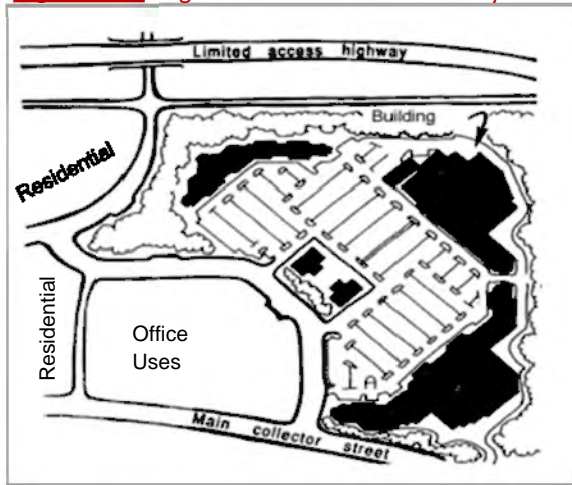 Limited access highway
Building
Residential
Residential
Office
Uses
A
Main collector street